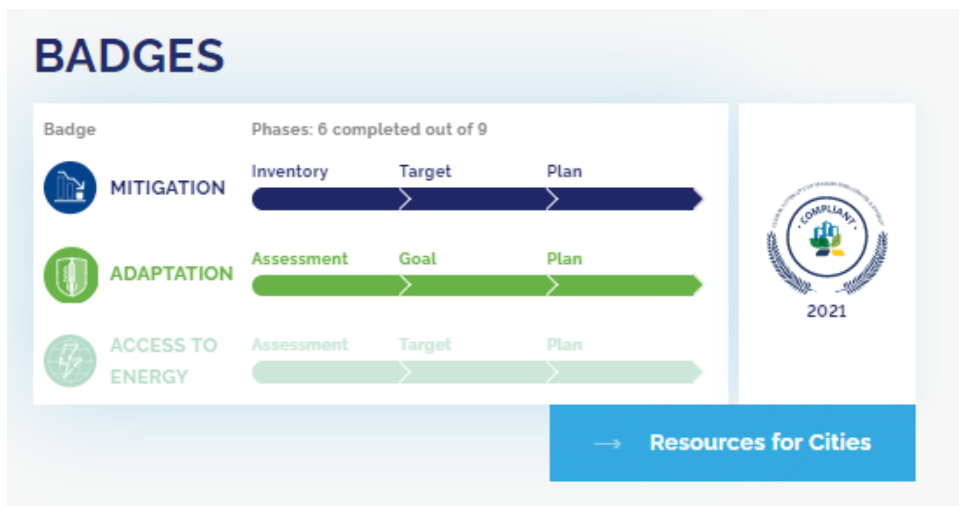 BADGES
Badge
Phases: 6 completed out of 9
MITIGATION
Inventory
Target
Plan
ADAPTATION
Assessment
Goal
Plan
ACCESS TO
ENERGY
Assessment
Target
Plan
COMPLIANT
2021
→ Resources for Cities